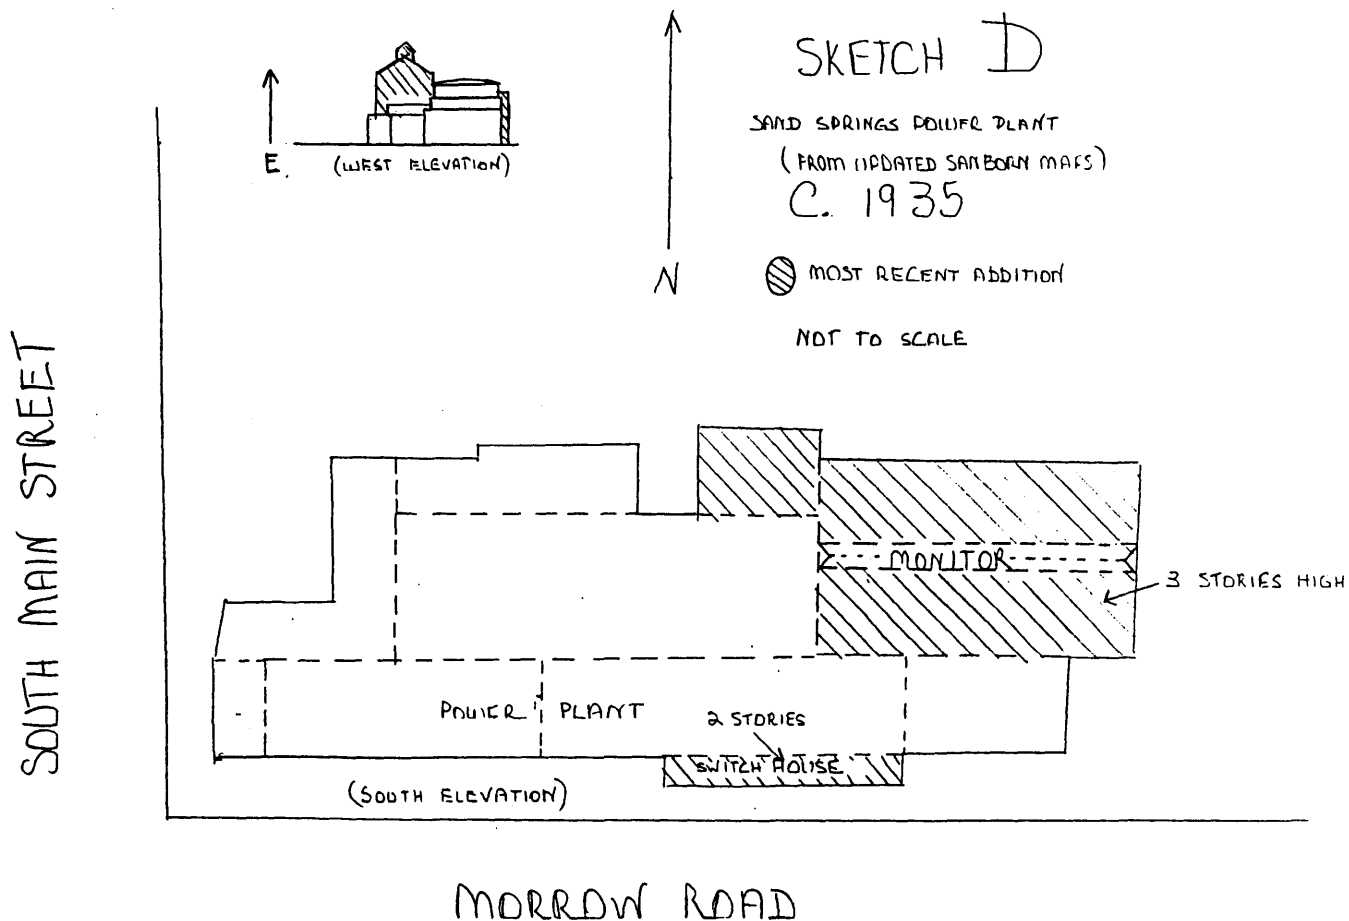 SKETCH D
SAND SPRINGS POWER PLANT
(FROM UPDATED SANBORN MAPS)
C. 1935
MOST RECENT ADDITION
NOT TO SCALE
N
E.
(WEST ELEVATION)
SOUTH MAIN STREET
MONITOR
3 STORIES HIGH
POWER PLANT
2 STORIES
SWITCH HOUSE
(SOUTH ELEVATION)
MORROW ROAD